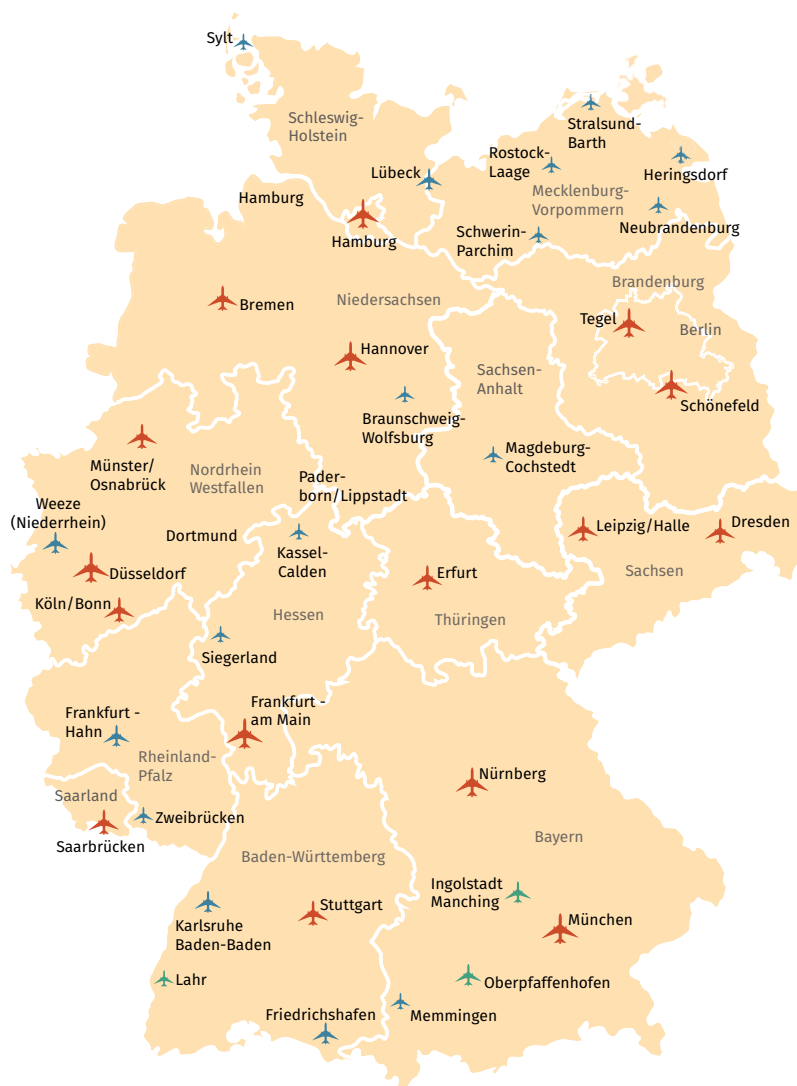 Sylt
Schleswig-
Holstein
Stralsund-
Barth
Rostock-
Laage
Lübeck
Heringsdorf
Mecklenburg-
Vorpommern
Hamburg
Hamburg
Schwerin-
Parchim
Neubrandenburg
Brandenburg
Bremen
Niedersachsen
Tegel
Berlin
Hannover
Sachsen-
Anhalt
Schönefeld
Braunschweig-
Wolfsburg
Magdeburg-
Cochstedt
Münster/
Osnabrück
Nordrhein
Westfallen
Pader-
born/Lippstadt
Weeze
(Niederrhein)
Dortmund
Kassel-
Calden
Leipzig/Halle
Dresden
Düsseldorf
Erfurt
Sachsen
Köln/Bonn
Hessen
Thüringen
Siegerland
Frankfurt -
Hahn
Frankfurt -
am Main
Rheinland-
Pfalz
Nürnberg
Saarland
Zweibrücken
Saarbrücken
Baden-Württemberg
Bayern
Ingolstadt
Manching
Stuttgart
München
Karlsruhe
Baden-Baden
Lahr
Oberpfaffenhofen
Friedrichshafen
Memmingen